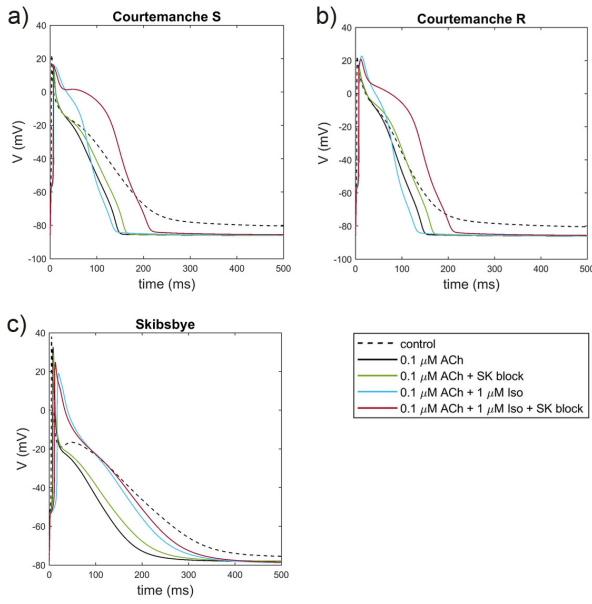 a)
Courtemanche S
40
20
0
-20
-40
-60
-80
-100
V (mV)
0 100 200 300 400 500
time (ms)
b)
Courtemanche R
40
20
0
-20
-40
-60
-80
-100
V (mV)
0 100 200 300 400 500
time (ms)
c)
Skibsbye
40
20
0
-20
-40
-60
-80
V (mV)
0 100 200 300 400 500
time (ms)
control
0.1 μM ACh
0.1 μM ACh + SK block
0.1 μM ACh + 1 μM Iso
0.1 μM ACh + 1 μM Iso + SK block